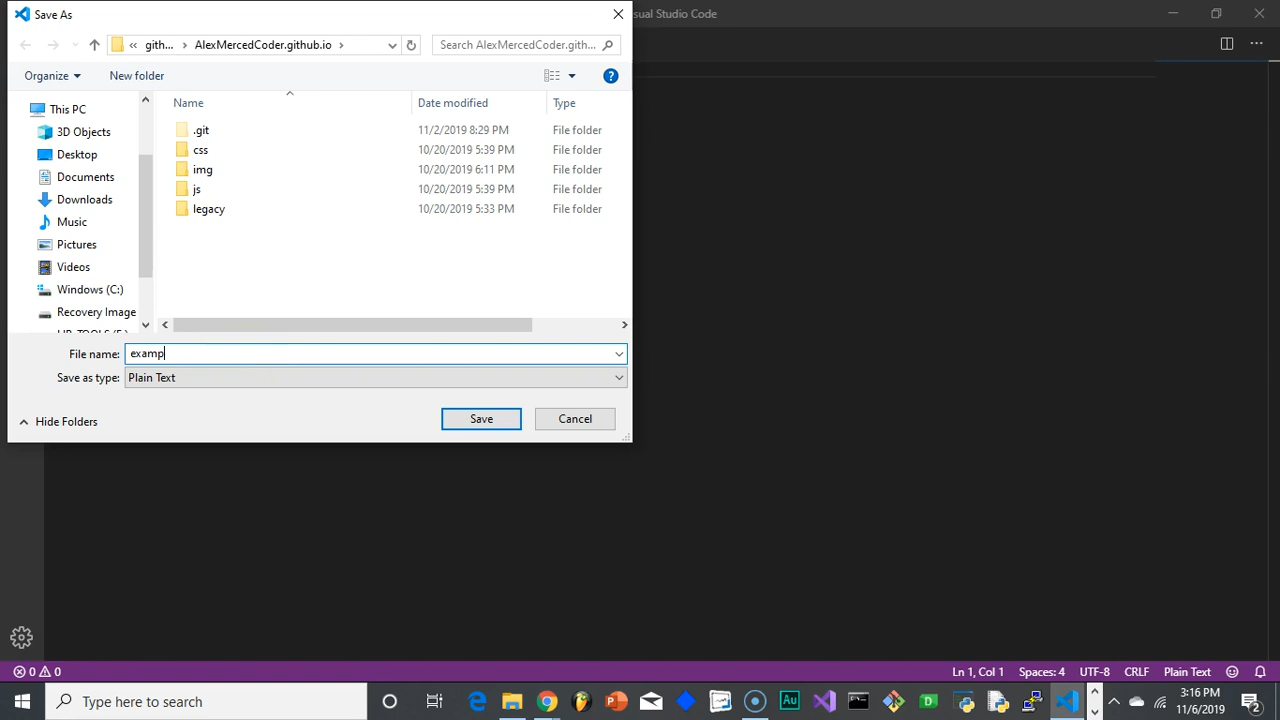 Save As
sual Studio Code
« gith... > AlexMercedCoder.github.io >
Search AlexMercedCoder.gith...
Organize
New folder
Name
Date modified
Type
This PC
3D Objects
Desktop
Documents
Downloads
Music
Pictures
Videos
Windows (C:)
Recovery Image
.git 11/2/2019 8:29 PM File folder
css 10/20/2019 5:39 PM File folder
img 10/20/2019 6:11 PM File folder
js 10/20/2019 5:39 PM File folder
legacy 10/20/2019 5:33 PM File folder
File name: examp
Save as type: Plain Text
Hide Folders
Save
Cancel
0 0
Ln 1, Col 1
Spaces: 4
UTF-8
CRLF
Plain Text
Type here to search
Au
D
3:16 PM
11/6/2019
2